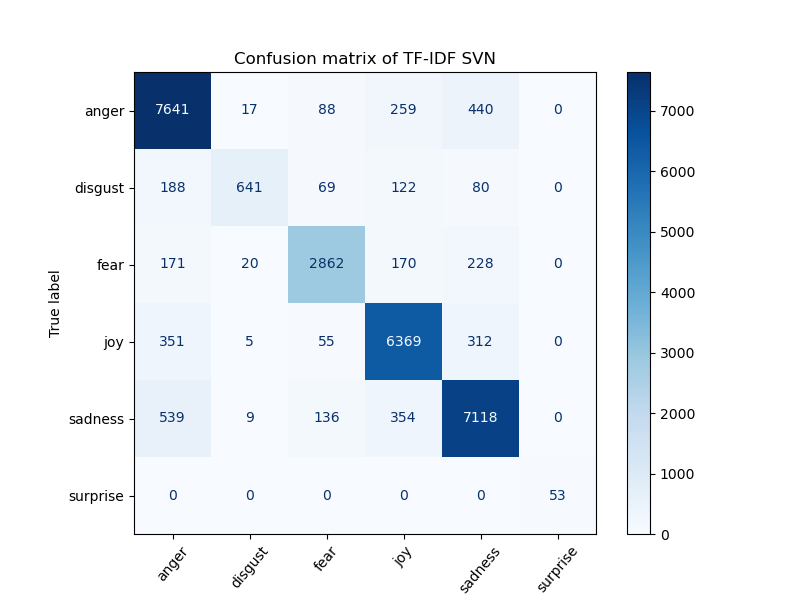 Confusion matrix of TF-IDF SVN
anger 7641 17 88 259 440 0
disgust 188 641 69 122 80 0
fear 171 20 2862 170 228 0
joy 351 5 55 6369 312 0
sadness 539 9 136 354 7118 0
surprise 0 0 0 0 0 53
anger disgust fear joy sadness surprise
True label
7000
6000
5000
4000
3000
2000
1000
0